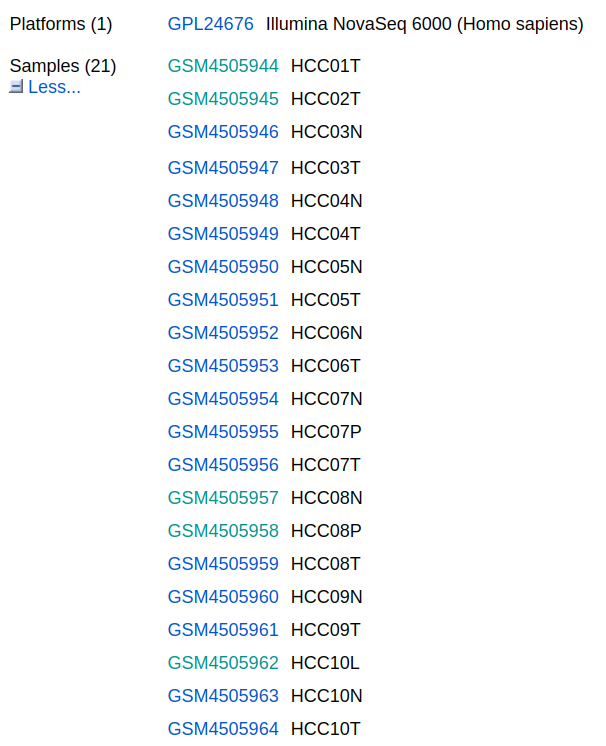 Platforms (1) GPL24676 Illumina NovaSeq 6000 (Homo sapiens)
Samples (21) GSM4505944 HCC01T
Less...
GSM4505945 HCC02T
GSM4505946 HCC03N
GSM4505947 HCC03T
GSM4505948 HCC04N
GSM4505949 HCC04T
GSM4505950 HCC05N
GSM4505951 HCC05T
GSM4505952 HCC06N
GSM4505953 HCC06T
GSM4505954 HCC07N
GSM4505955 HCC07P
GSM4505956 HCC07T
GSM4505957 HCC08N
GSM4505958 HCC08P
GSM4505959 HCC08T
GSM4505960 HCC09N
GSM4505961 HCC09T
GSM4505962 HCC10L
GSM4505963 HCC10N
GSM4505964 HCC10T